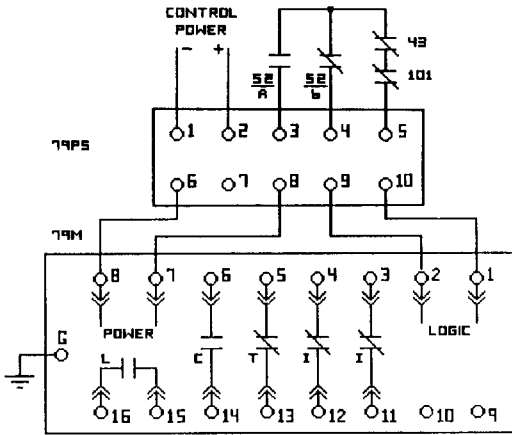 CONTROL
POWER
- +
52
A
52
b
43
101
79PS
1 2 3 4 5
6 7 8 9 10
79M
8 7 6 5 4 3 2 1
G
POWER
LOGIC
L C T I I
16 15 14 13 12 11 10 9